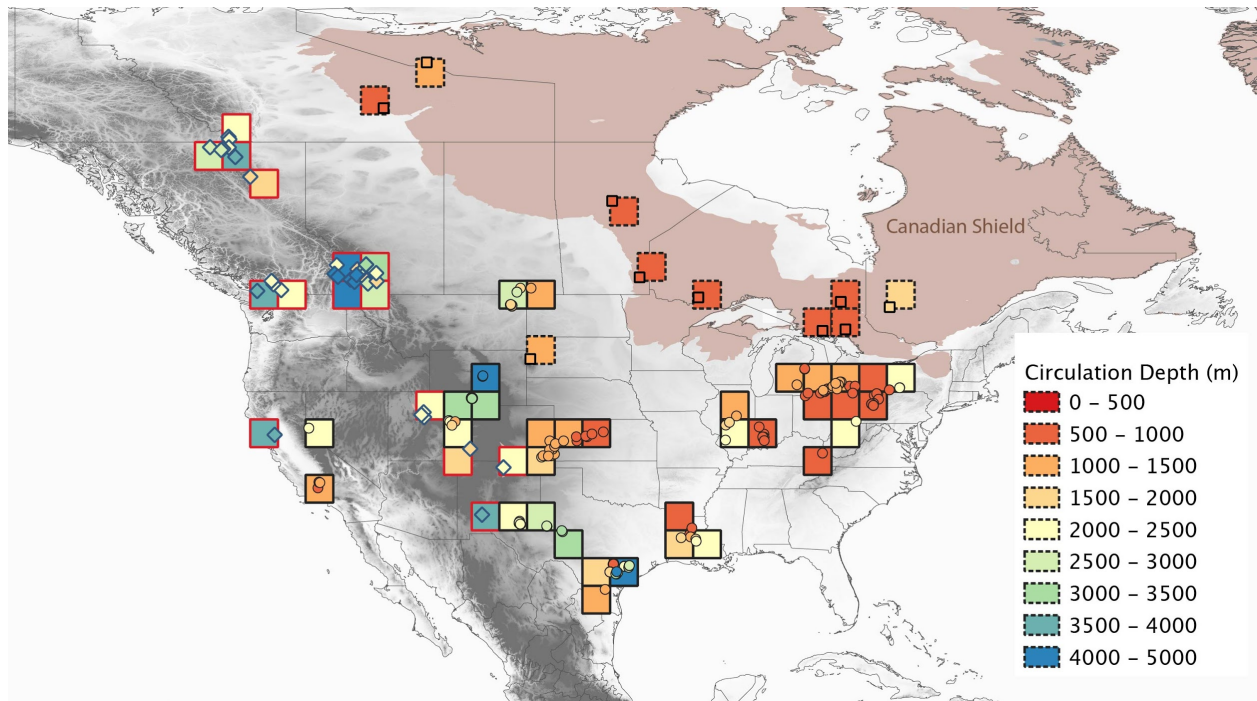 Canadian Shield
Circulation Depth (m)
0 – 500
500 – 1000
1000 – 1500
1500 – 2000
2000 – 2500
2500 – 3000
3000 – 3500
3500 – 4000
4000 – 5000